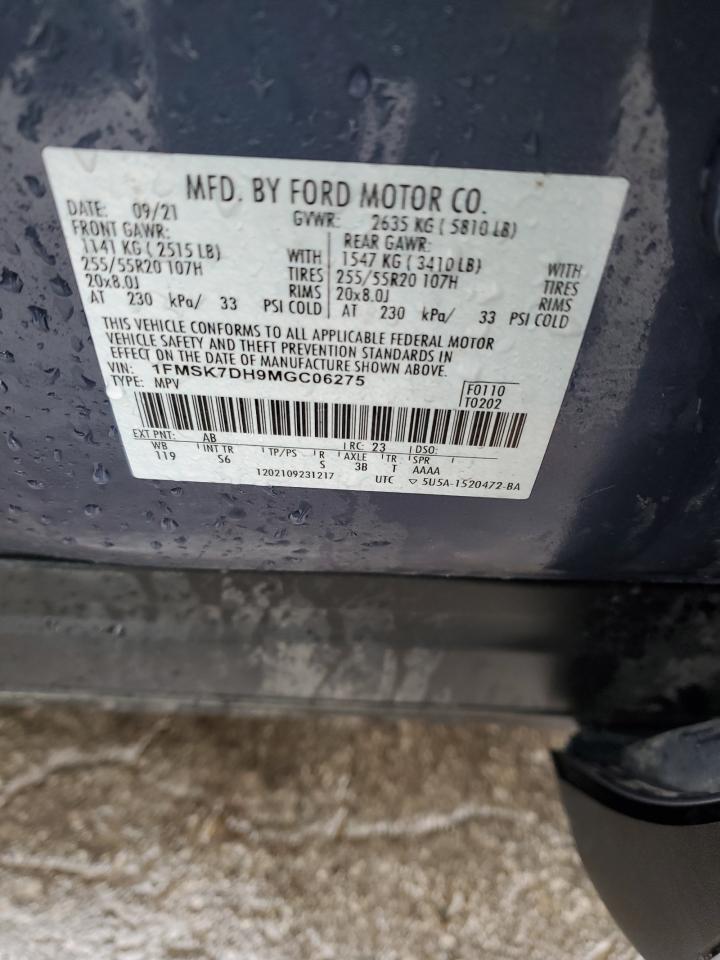 MFD. BY FORD MOTOR CO.
DATE: 09/21 GVWR: 2635 KG ( 5810 LB)
FRONT GAWR: REAR GAWR:
1141 KG ( 2515 LB) WITH 1547 KG ( 3410 LB) WITH
255/55R20 107H TIRES 255/55R20 107H TIRES
20x8.0J RIMS 20x8.0J RIMS
AT 230 kPa/ 33 PSI COLD AT 230 kPa/ 33 PSI COLD
THIS VEHICLE CONFORMS TO ALL APPLICABLE FEDERAL MOTOR
VEHICLE SAFETY AND THEFT PREVENTION STANDARDS IN
EFFECT ON THE DATE OF MANUFACTURE SHOWN ABOVE.
VIN: 1FMSK7DH9MGC06275
TYPE: MPV F0110
T0202
EXT PNT: AB RC: 23 DSO:
WB INT TR TP/PS R AXLE TR SPR
119 S6 S 3B T AAAA
1202109231217 UTC ▽ 5U5A-1520472-BA